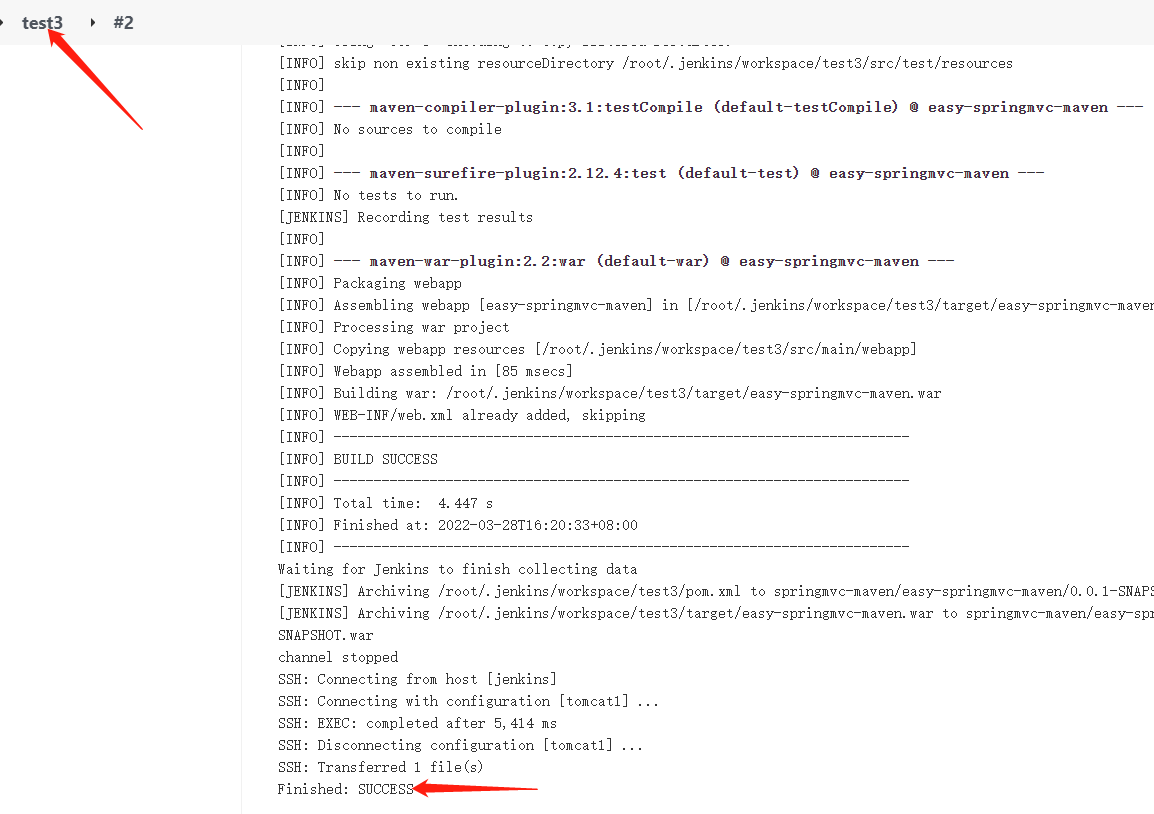 test3 #2
[INFO] skip non existing resourceDirectory /root/.jenkins/workspace/test3/src/test/resources
[INFO]
[INFO] --- maven-compiler-plugin:3.1:testCompile (default-testCompile) @ easy-springmvc-maven ---
[INFO] No sources to compile
[INFO]
[INFO] --- maven-surefire-plugin:2.12.4:test (default-test) @ easy-springmvc-maven ---
[INFO] No tests to run.
[JENKINS] Recording test results
[INFO]
[INFO] --- maven-war-plugin:2.2:war (default-war) @ easy-springmvc-maven ---
[INFO] Packaging webapp
[INFO] Assembling webapp [easy-springmvc-maven] in [/root/.jenkins/workspace/test3/target/easy-springmvc-maven
[INFO] Processing war project
[INFO] Copying webapp resources [/root/.jenkins/workspace/test3/src/main/webapp]
[INFO] Webapp assembled in [85 msecs]
[INFO] Building war: /root/.jenkins/workspace/test3/target/easy-springmvc-maven.war
[INFO] WEB-INF/web.xml already added, skipping
[INFO] ------------------------------------------------------------------------
[INFO] BUILD SUCCESS
[INFO] ------------------------------------------------------------------------
[INFO] Total time:  4.447 s
[INFO] Finished at: 2022-03-28T16:20:33+08:00
[INFO] ------------------------------------------------------------------------
Waiting for Jenkins to finish collecting data
[JENKINS] Archiving /root/.jenkins/workspace/test3/pom.xml to springmvc-maven/easy-springmvc-maven/0.0.1-SNAPS
[JENKINS] Archiving /root/.jenkins/workspace/test3/target/easy-springmvc-maven.war to springmvc-maven/easy-spr
SNAPSHOT.war
channel stopped
SSH: Connecting from host [jenkins]
SSH: Connecting with configuration [tomcat1] ...
SSH: EXEC: completed after 5,414 ms
SSH: Disconnecting configuration [tomcat1] ...
SSH: Transferred 1 file(s)
Finished: SUCCESS